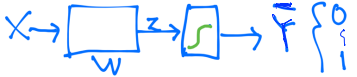 X → z → Ȳ { 0
1
W